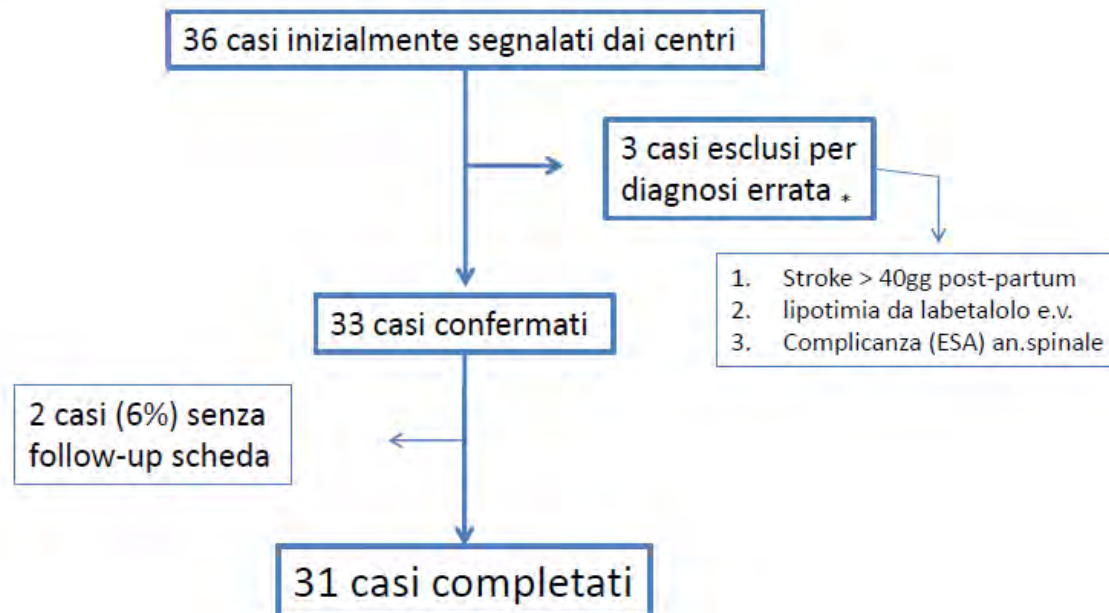 36 casi inizialmente segnalati dai centri
3 casi esclusi per
diagnosi errata *
1. Stroke > 40gg post-partum
2. lipotimia da labetalolo e.v.
3. Complicanza (ESA) an.spinale
33 casi confermati
2 casi (6%) senza
follow-up scheda
31 casi completati